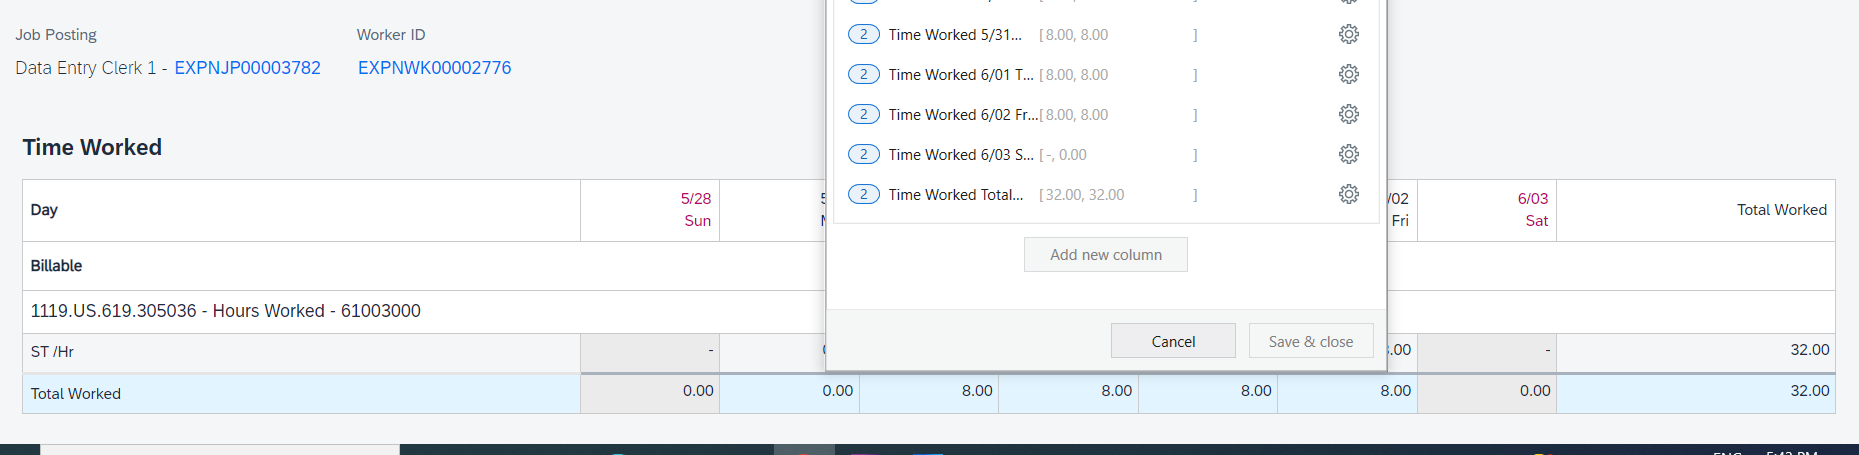 Job Posting
Worker ID
Data Entry Clerk 1 - EXPNJP00003782
EXPNWK00002776
2 Time Worked 5/31... [ 8.00, 8.00 ]
2 Time Worked 6/01 T... [ 8.00, 8.00 ]
2 Time Worked 6/02 Fr... [ 8.00, 8.00 ]
2 Time Worked 6/03 S... [ -, 0.00 ]
2 Time Worked Total... [ 32.00, 32.00 ]
Add new column
Cancel
Save & close
Time Worked
Day
5/28
Sun
/02
Fri
6/03
Sat
Total Worked
Billable
1119.US.619.305036 - Hours Worked - 61003000
ST /Hr - .00 - 32.00
Total Worked 0.00 0.00 8.00 8.00 8.00 8.00 0.00 32.00